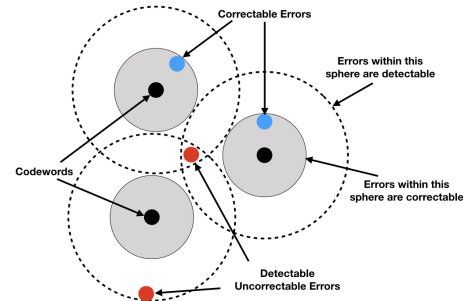 Correctable Errors
Errors within this
sphere are detectable
Codewords
Errors within this
sphere are correctable
Detectable
Uncorrectable Errors